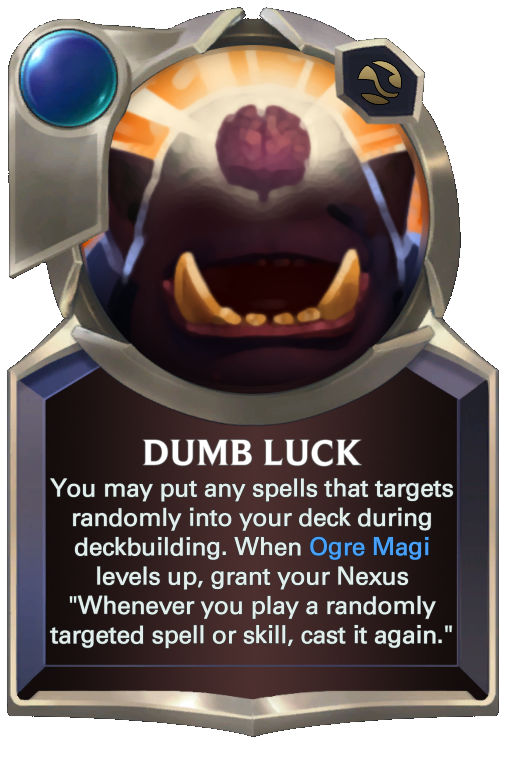 DUMB LUCK
You may put any spells that targets
randomly into your deck during
deckbuilding. When Ogre Magi
levels up, grant your Nexus
"Whenever you play a randomly
targeted spell or skill, cast it again."